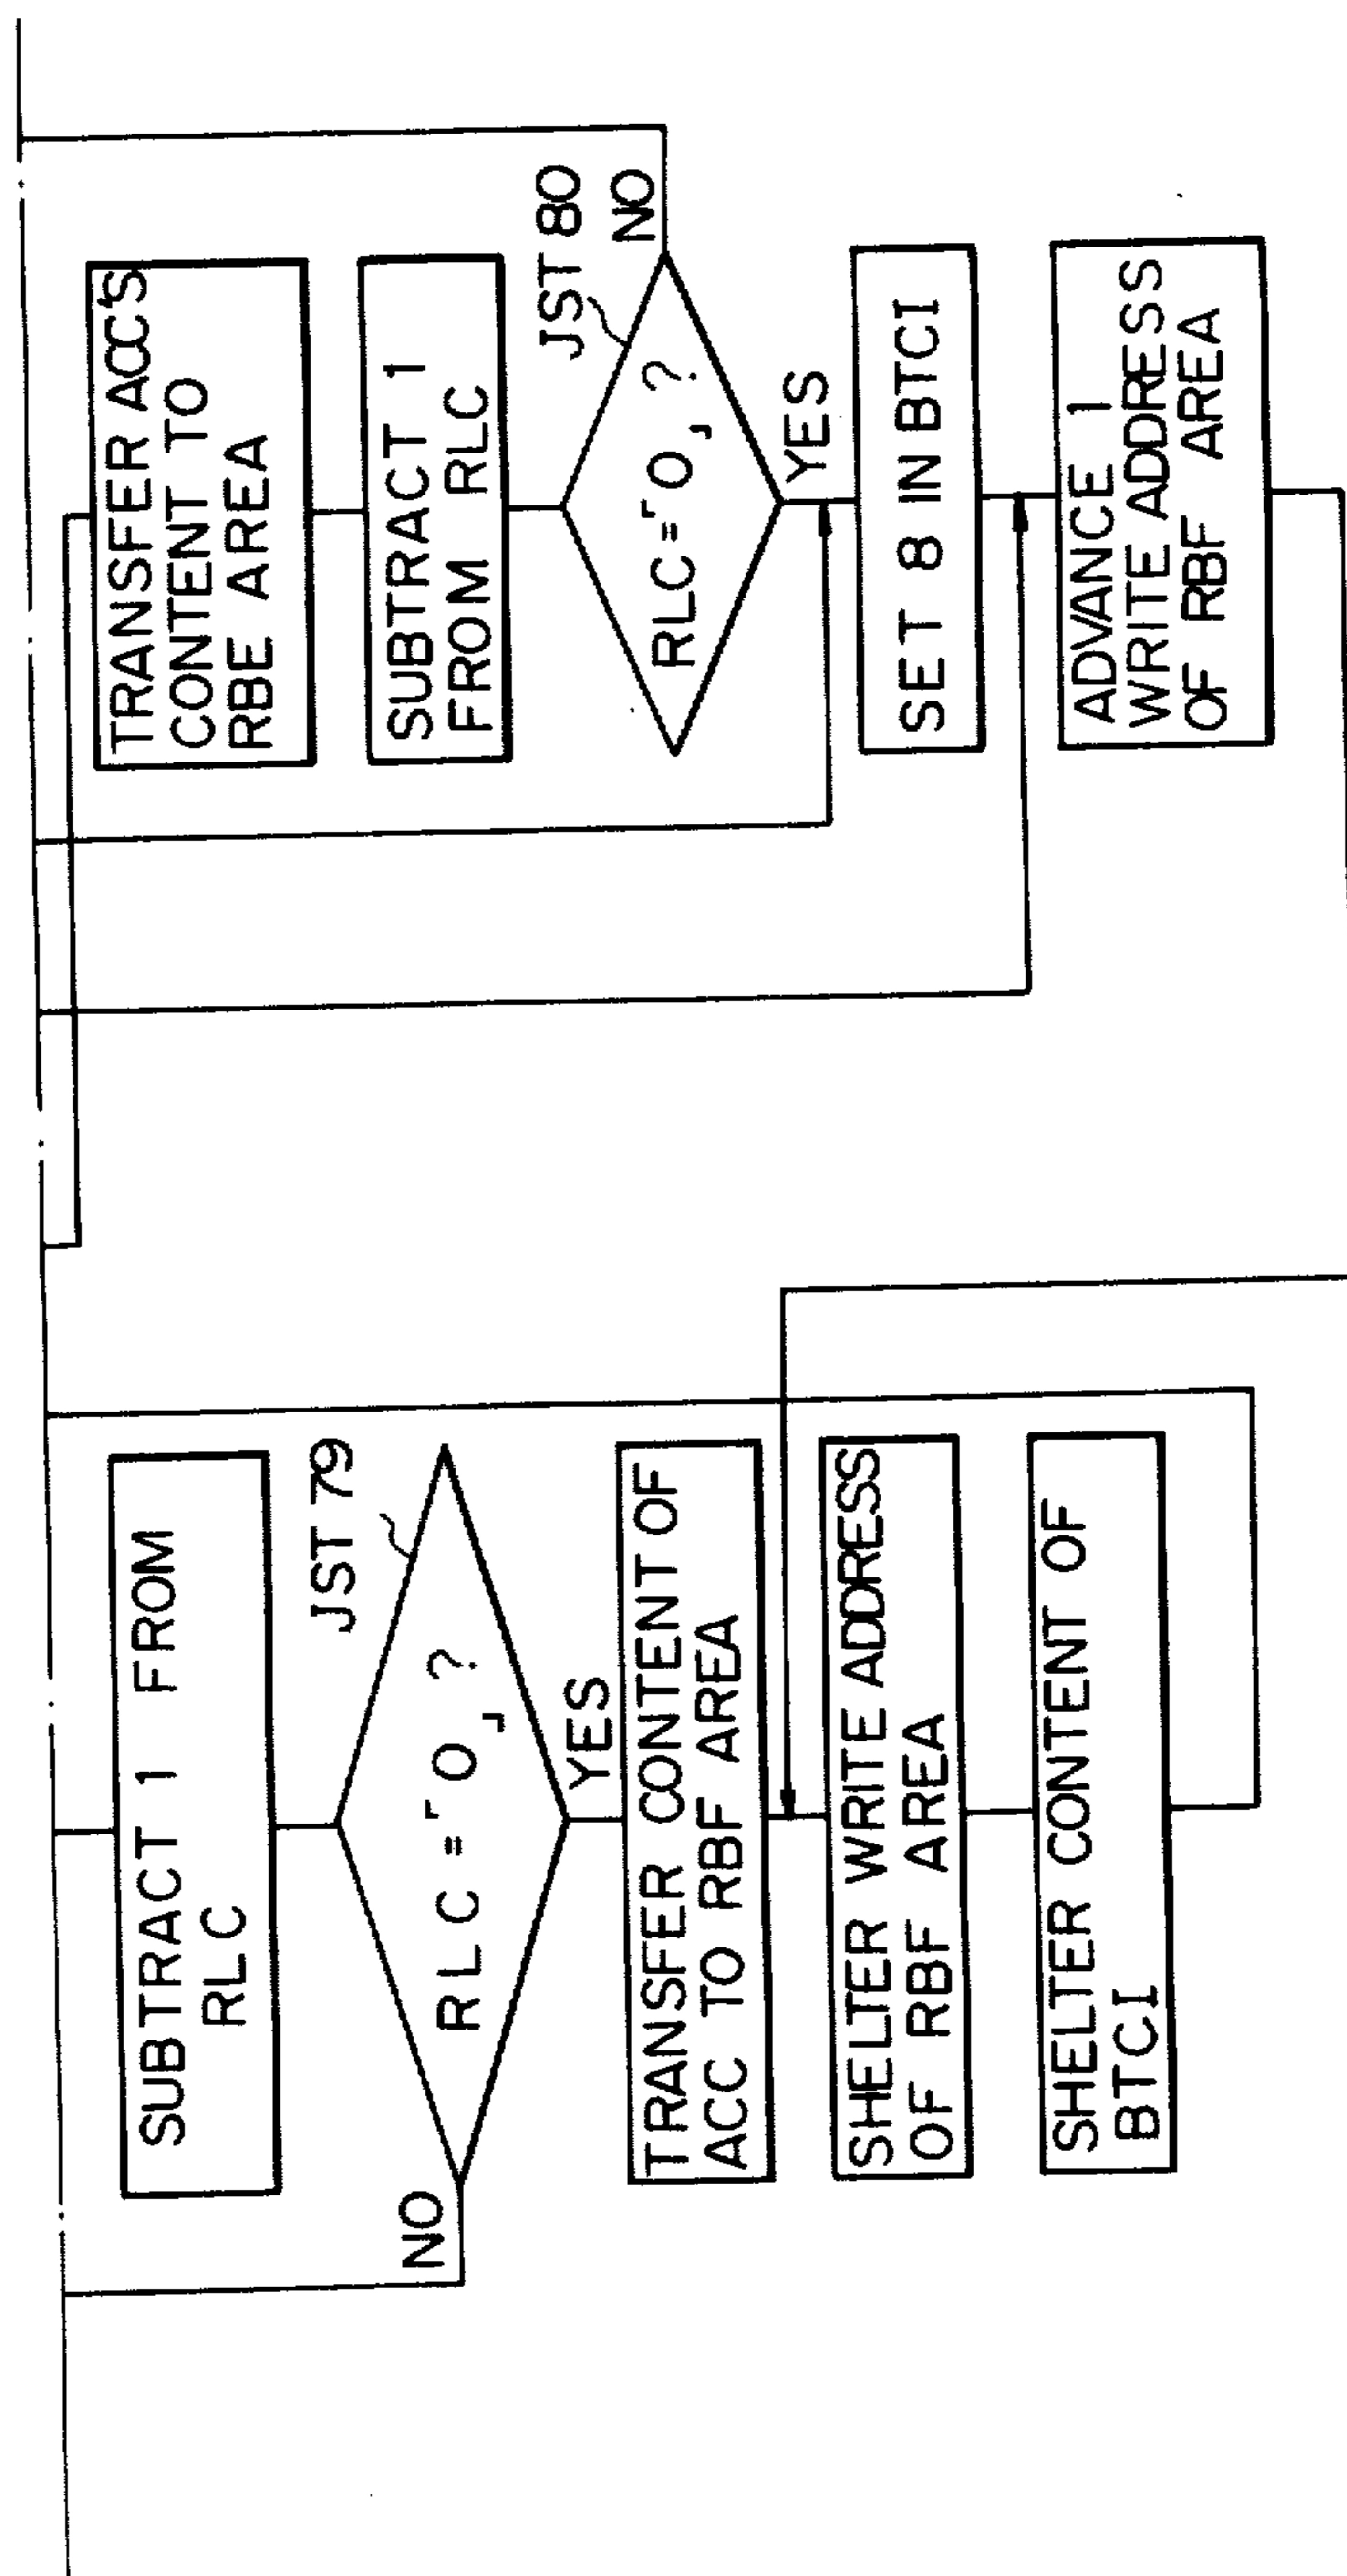 SUBTRACT 1 FROM
RLC
JST 79
RLC=「0」?
NO
YES
TRANSFER CONTENT OF
ACC TO RBF AREA
SHELTER WRITE ADDRESS
OF RBF AREA
SHELTER CONTENT OF
BTCI
TRANSFER ACC'S
CONTENT TO
RBE AREA
SUBTRACT 1
FROM RLC
JST 80
NO
RLC=「0」?
YES
SET 8 IN BTCI
ADVANCE 1
WRITE ADDRESS
OF RBF AREA